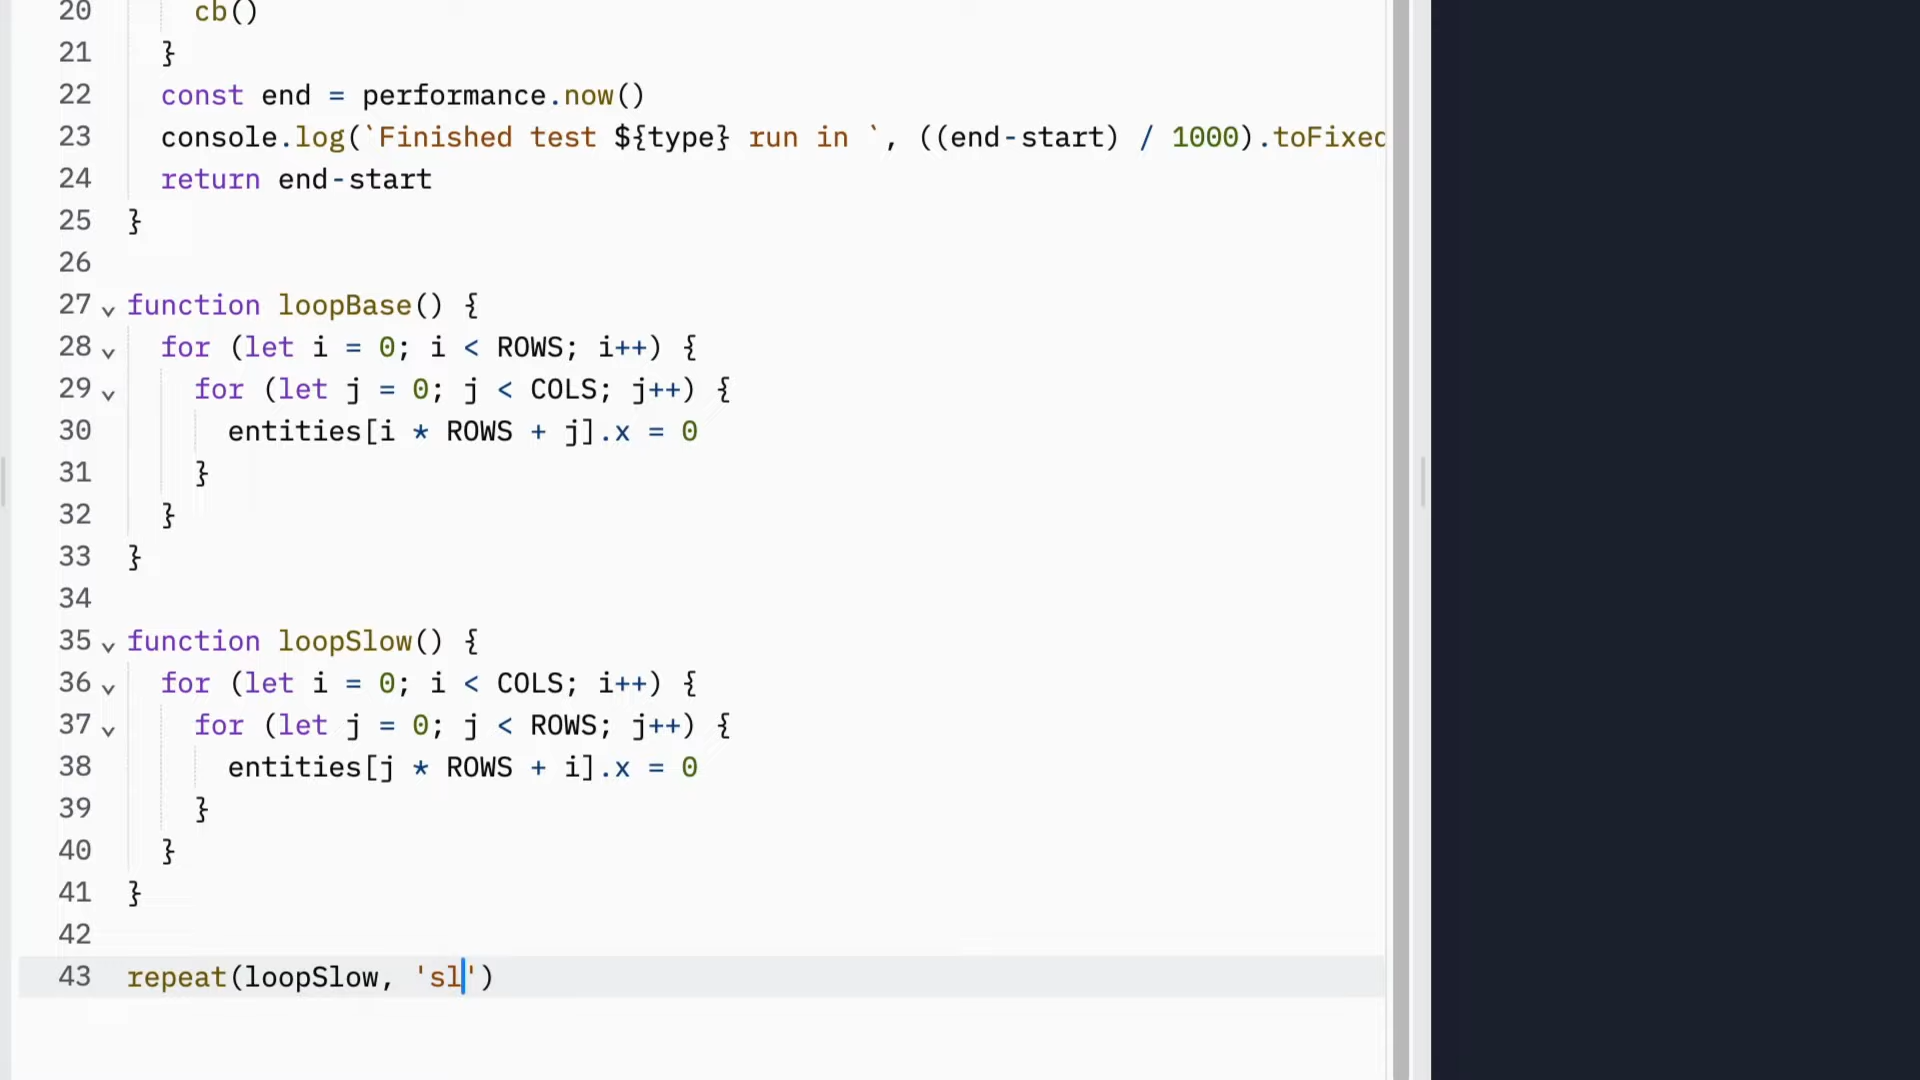 20 cb()
21 }
22 const end = performance.now()
23 console.log(`Finished test ${type} run in `, ((end-start) / 1000).toFixed
24 return end-start
25 }
26
27 function loopBase() {
28 for (let i = 0; i < ROWS; i++) {
29 for (let j = 0; j < COLS; j++) {
30 entities[i * ROWS + j].x = 0
31 }
32 }
33 }
34
35 function loopSlow() {
36 for (let i = 0; i < COLS; i++) {
37 for (let j = 0; j < ROWS; j++) {
38 entities[j * ROWS + i].x = 0
39 }
40 }
41 }
42
43 repeat(loopSlow, 'sl')